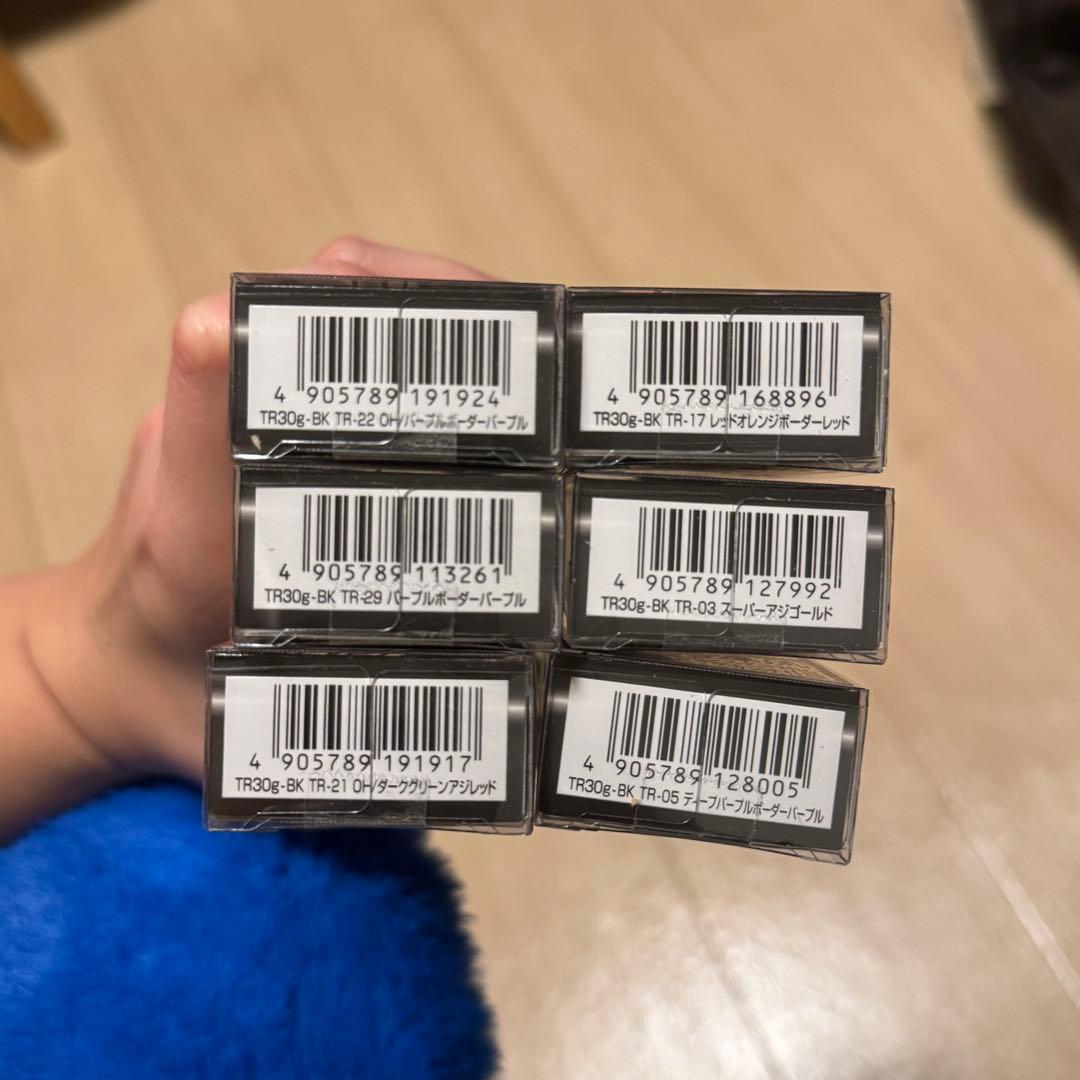 4 905789 191924
TR30g-BK TR-22 OH/パープルボーダーパープル
4 905789 168896
TR30g-BK TR-17 レッドオレンジボーダーレッド
4 905789 113261
TR30g-BK TR-29 パープルボーダーパープル
4 905789 127992
TR30g-BK TR-03 スーパーアジゴールド
4 905789 191917
TR30g-BK TR-21 OH/ダークグリーンアジレッド
4 905789 128005
TR30g-BK TR-05 ディープパープルボーダーパープル